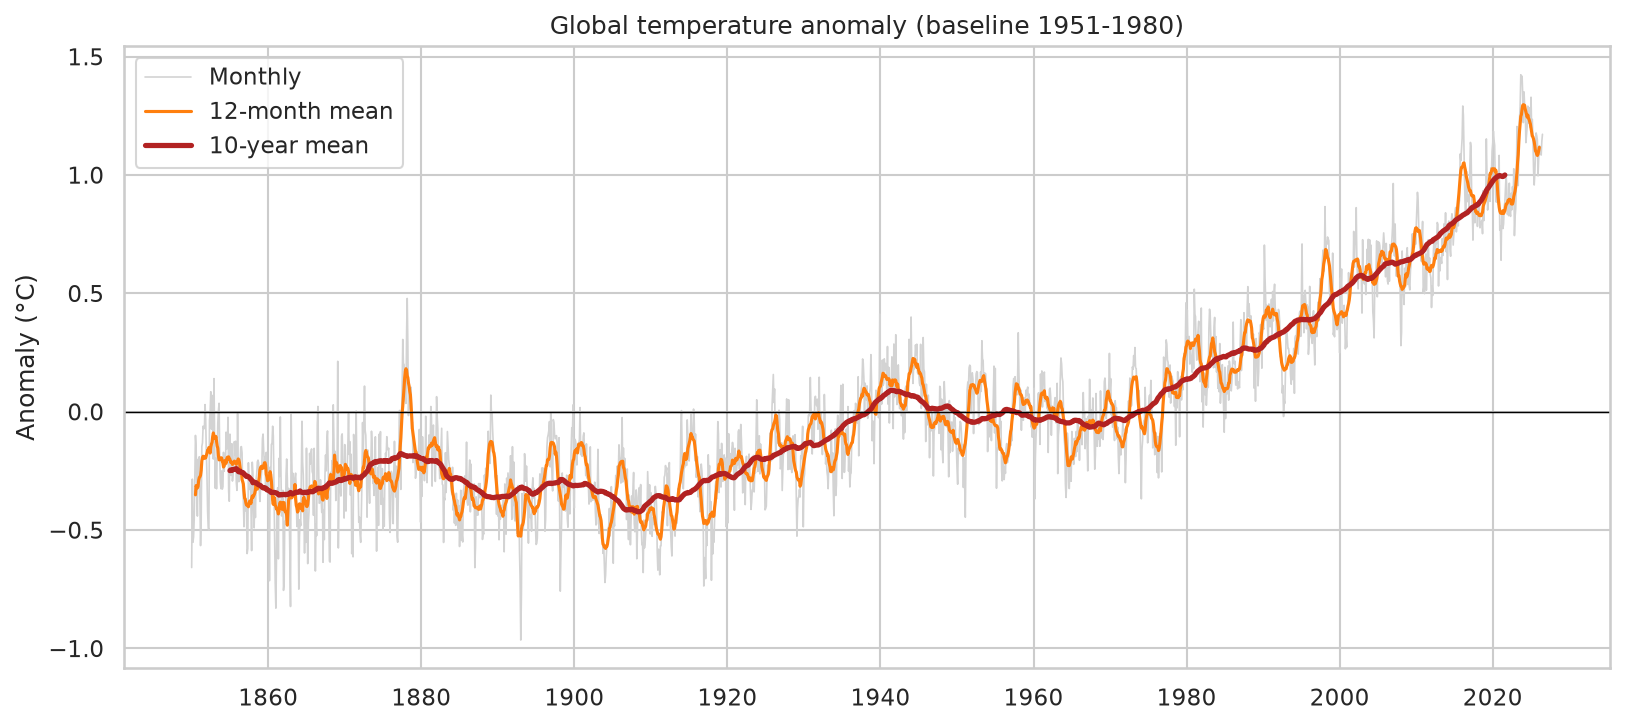 Global temperature anomaly (baseline 1951-1980)
Monthly
12-month mean
10-year mean
Anomaly (°C)
1.5
1.0
0.5
0.0
−0.5
−1.0
1860 1880 1900 1920 1940 1960 1980 2000 2020